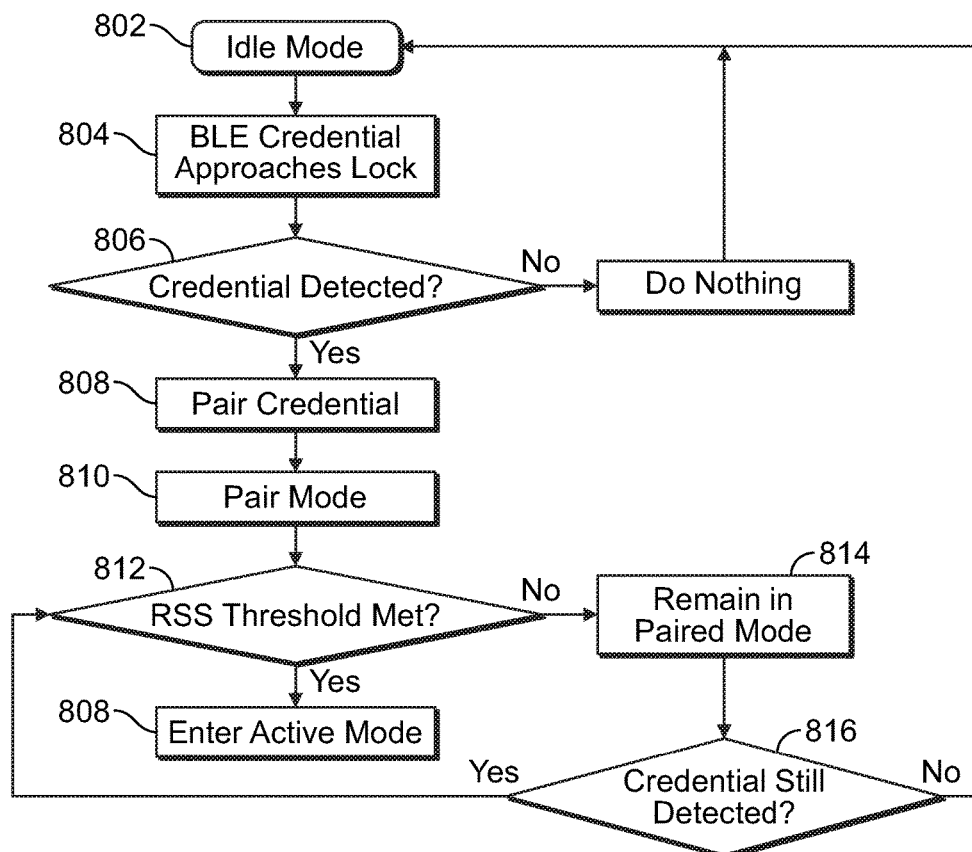 802
Idle Mode
804
BLE Credential
Approaches Lock
806
Credential Detected?
No
Do Nothing
Yes
808
Pair Credential
810
Pair Mode
812
RSS Threshold Met?
No
814
Remain in
Paired Mode
Yes
808
Enter Active Mode
816
Yes
Credential Still
Detected?
No